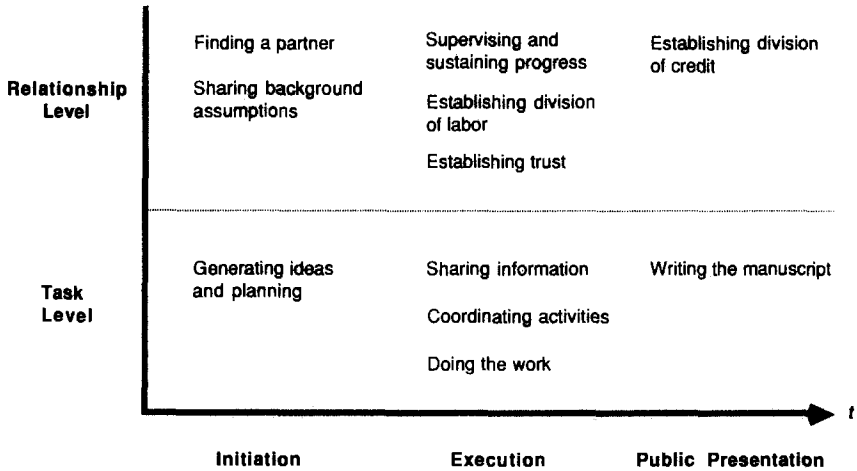 Relationship
Level
Finding a partner
Sharing background
assumptions
Supervising and
sustaining progress
Establishing division
of labor
Establishing trust
Establishing division
of credit
Task
Level
Generating ideas
and planning
Sharing information
Coordinating activities
Doing the work
Writing the manuscript
t
Initiation
Execution
Public Presentation